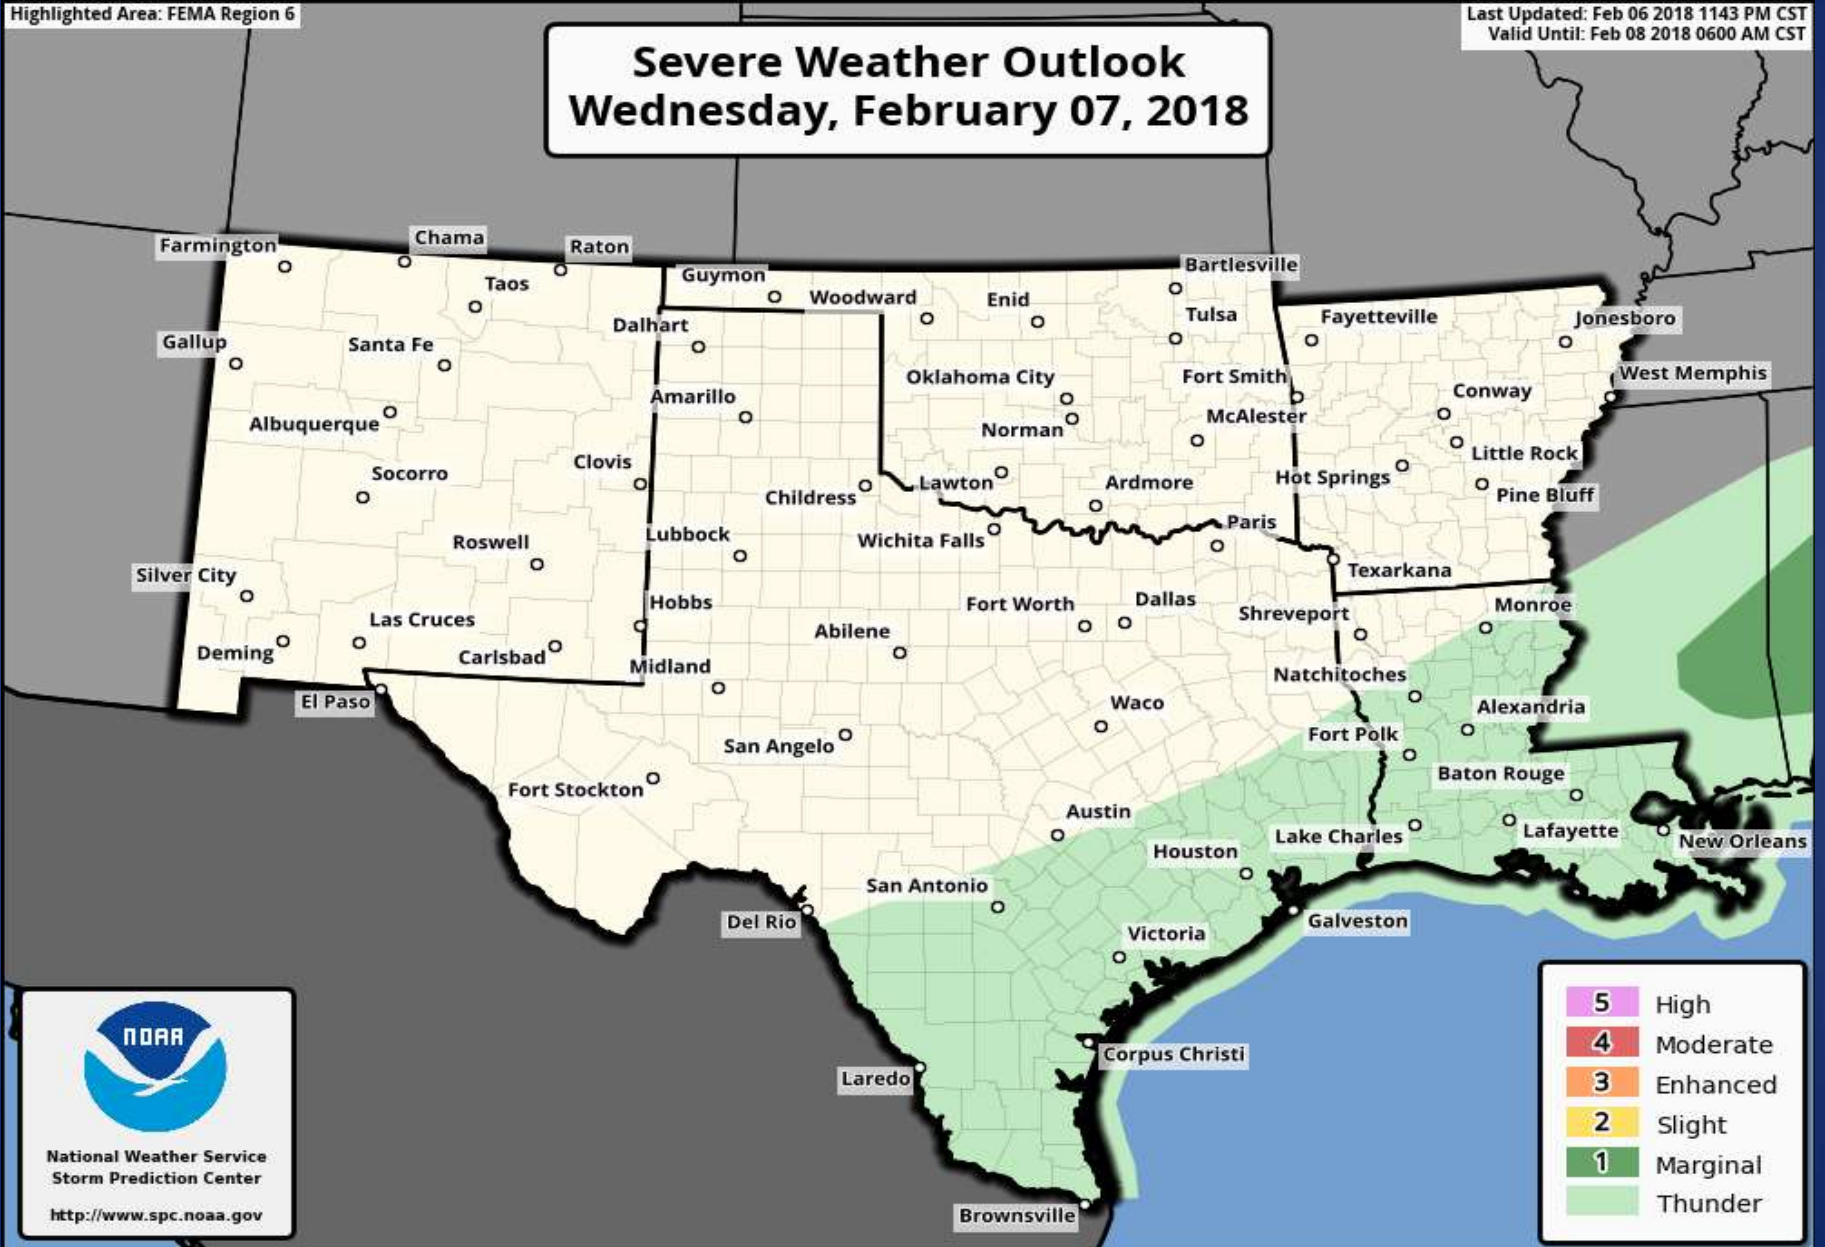 Highlighted Area: FEMA Region 6
Last Updated: Feb 06 2018 1143 PM CST
Valid Until: Feb 08 2018 0600 AM CST
Severe Weather Outlook
Wednesday, February 07, 2018
Farmington
Chama
Raton
Taos
Guymon
Woodward
Enid
Bartlesville
Tulsa
Dalhart
Fayetteville
Jonesboro
Gallup
Santa Fe
Oklahoma City
Fort Smith
West Memphis
Amarillo
Conway
Albuquerque
Norman
McAlester
Little Rock
Socorro
Clovis
Childress
Lawton
Ardmore
Hot Springs
Pine Bluff
Roswell
Lubbock
Wichita Falls
Paris
Silver City
Texarkana
Hobbs
Fort Worth
Dallas
Shreveport
Monroe
Las Cruces
Abilene
Deming
Carlsbad
Midland
Natchitoches
El Paso
Waco
Alexandria
San Angelo
Fort Polk
Fort Stockton
Baton Rouge
Austin
Lake Charles
Lafayette
New Orleans
Houston
San Antonio
Del Rio
Galveston
Victoria
Corpus Christi
Laredo
Brownsville
NOAA
National Weather Service
Storm Prediction Center
http://www.spc.noaa.gov
5 High
4 Moderate
3 Enhanced
2 Slight
1 Marginal
Thunder